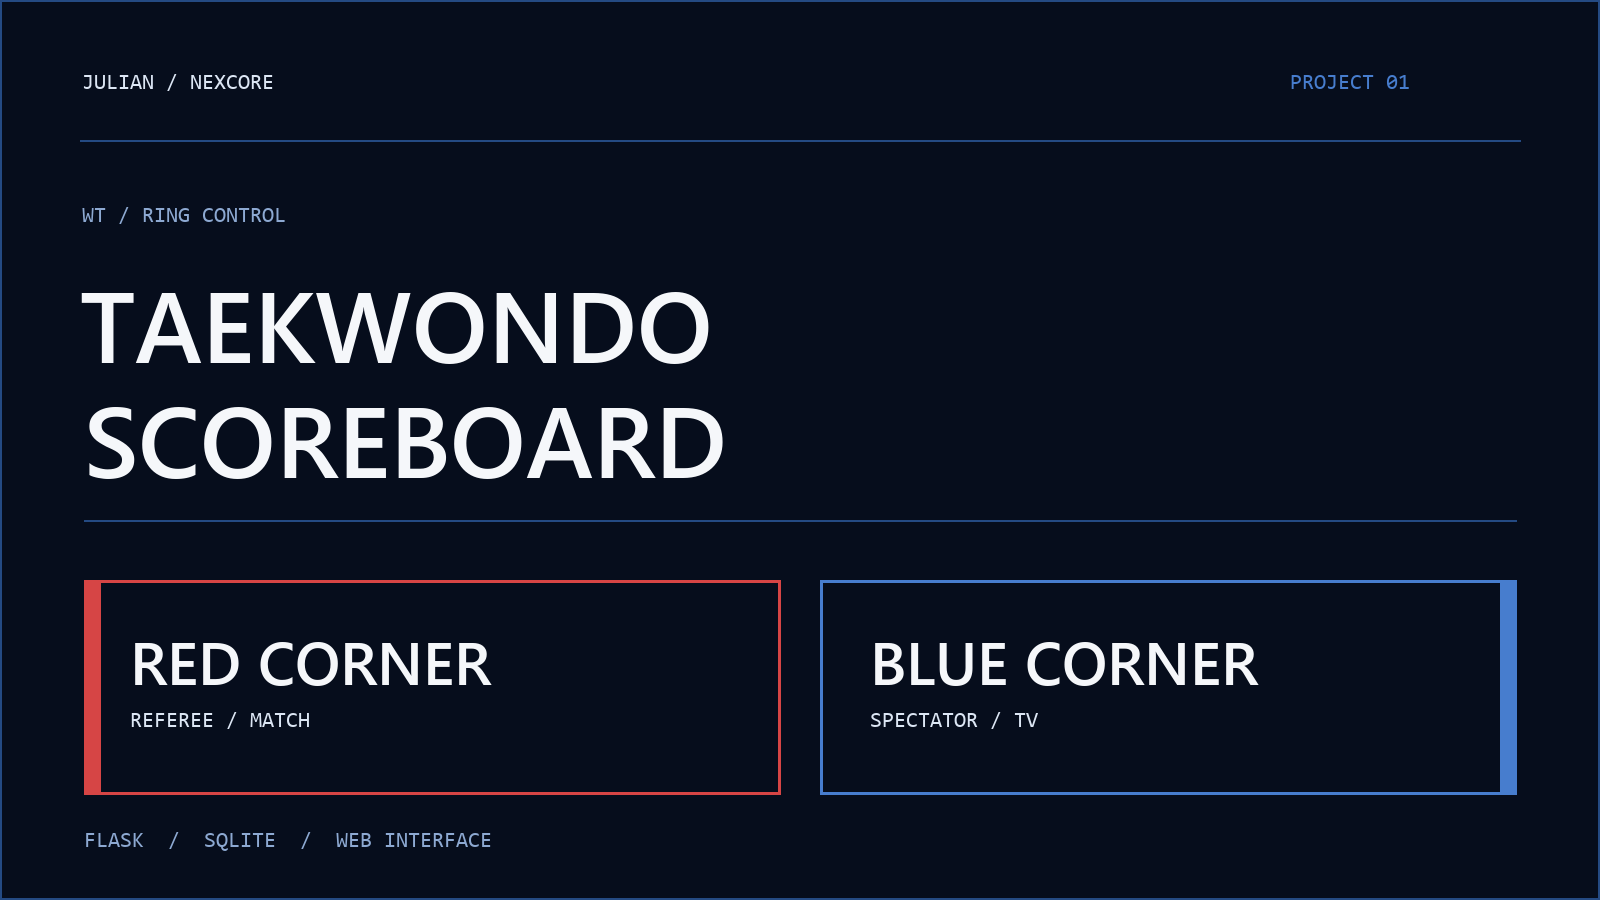 JULIAN / NEXCORE
PROJECT 01
WT / RING CONTROL
TAEKWONDO
SCOREBOARD
RED CORNER
REFEREE / MATCH
BLUE CORNER
SPECTATOR / TV
FLASK / SQLITE / WEB INTERFACE